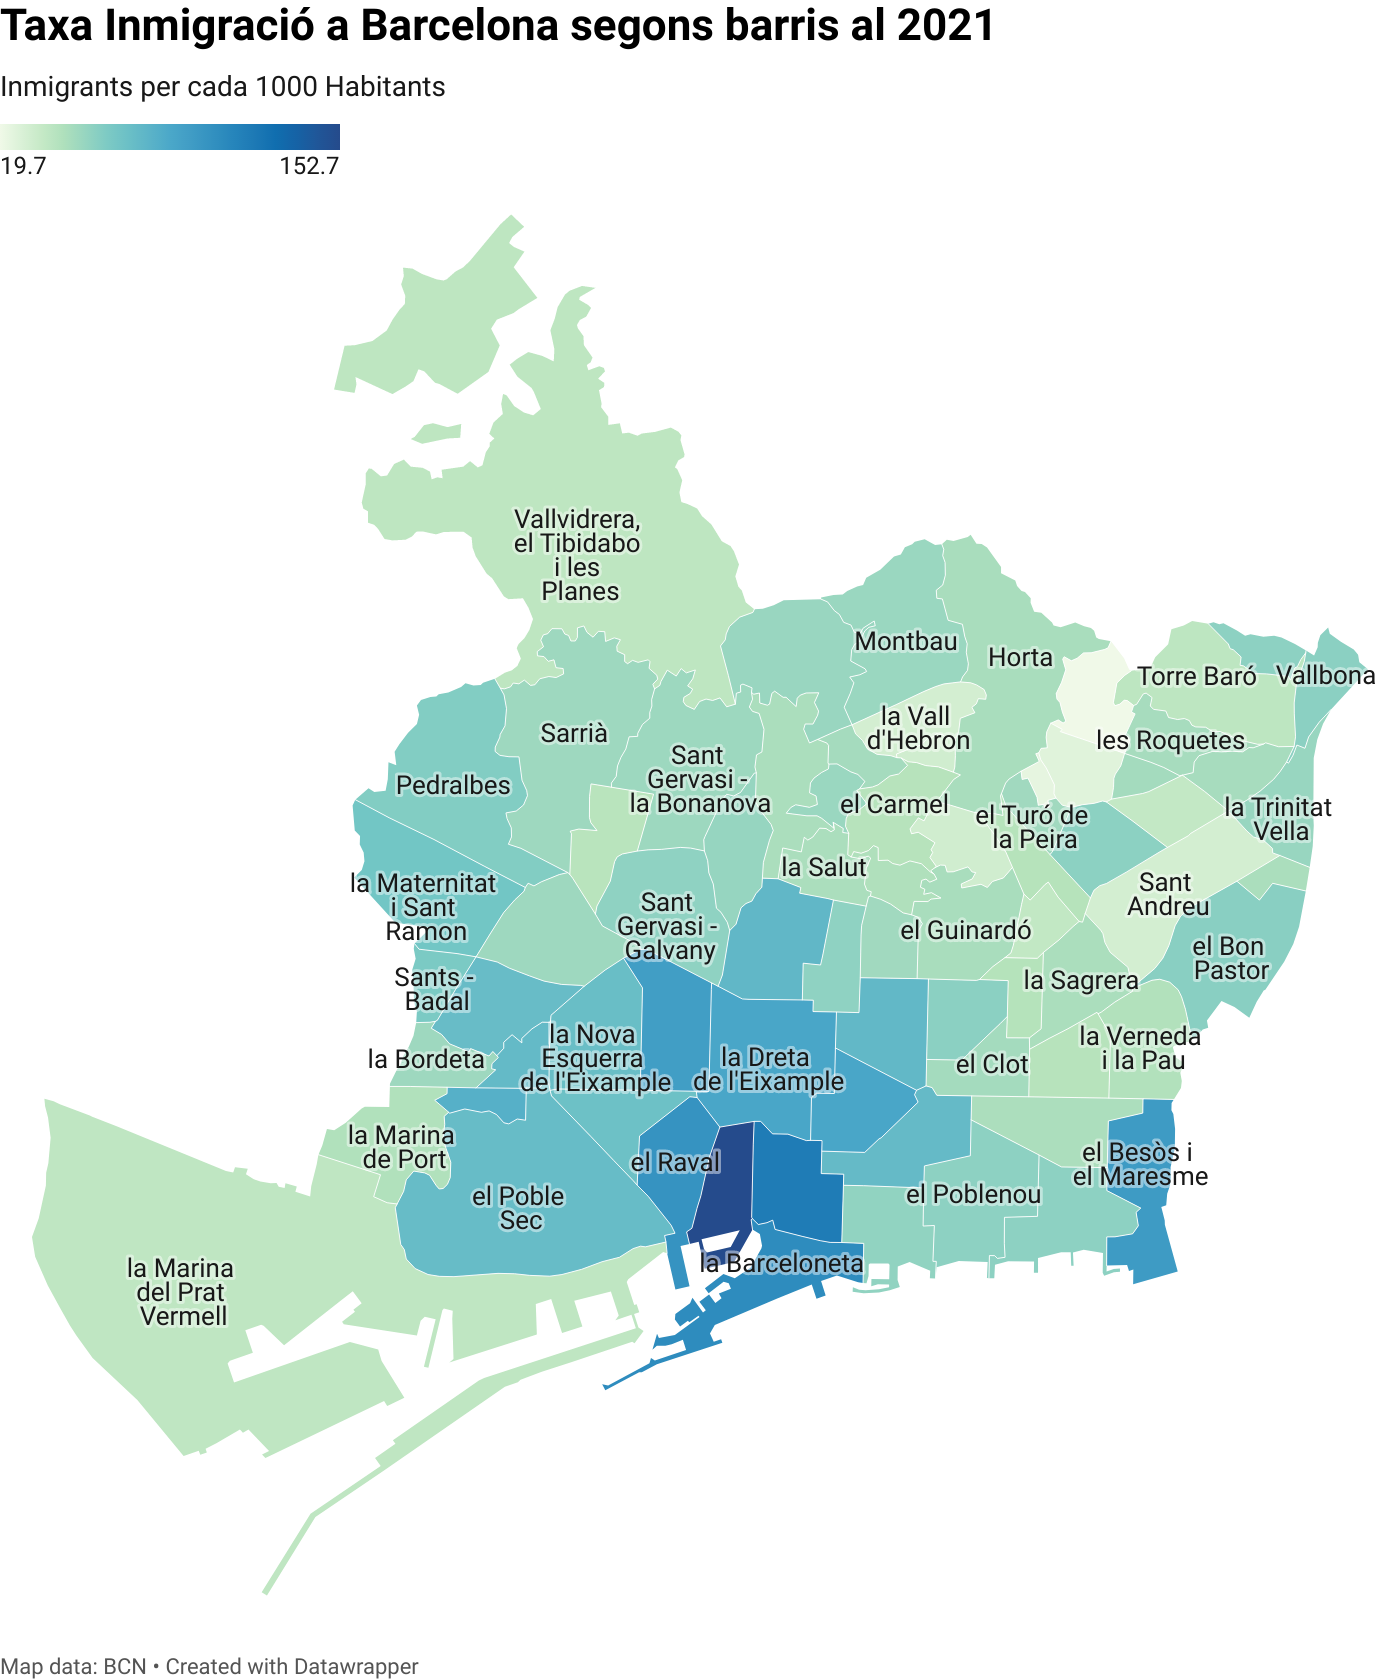 Taxa Inmigració a Barcelona segons barris al 2021
Inmigrants per cada 1000 Habitants
19.7
152.7
Vallvidrera,
el Tibidabo
i les
Planes
Montbau
Horta
Torre Baró
Vallbona
Sarrià
la Vall
d'Hebron
les Roquetes
Sant
Gervasi -
la Bonanova
Pedralbes
el Carmel
el Turó de
la Peira
la Trinitat
Vella
la Salut
la Maternitat
i Sant
Ramon
Sant
Andreu
Sant
Gervasi -
Galvany
el Guinardó
el Bon
Pastor
Sants -
Badal
la Sagrera
la Nova
Esquerra
de l'Eixample
la Verneda
i la Pau
la Bordeta
la Dreta
de l'Eixample
el Clot
la Marina
de Port
el Raval
el Besòs i
el Maresme
el Poble
Sec
el Poblenou
la Barceloneta
la Marina
del Prat
Vermell
Map data: BCN • Created with Datawrapper